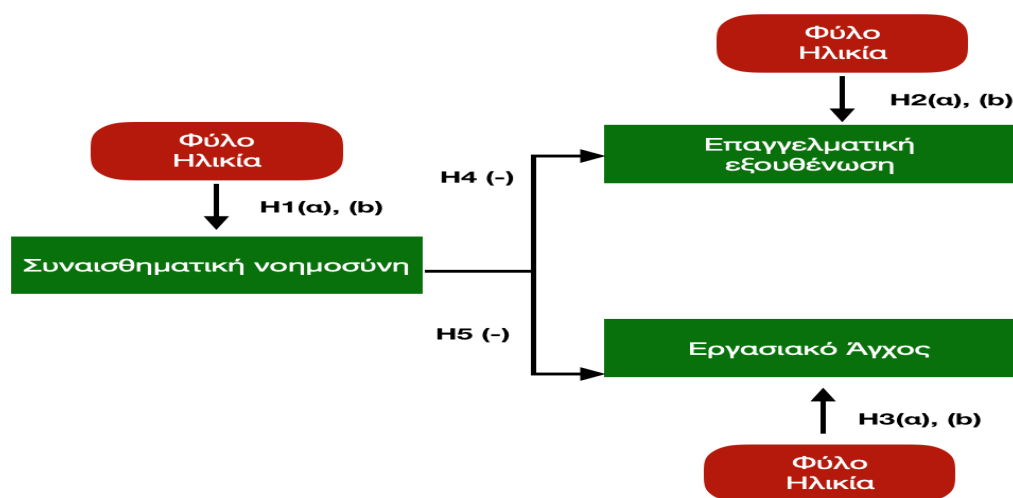 Φύλο
Ηλικία
H2(a), (b)
Φύλο
Ηλικία
Επαγγελματική
εξουθένωση
H4 (-)
H1(a), (b)
Συναισθηματική νοημοσύνη
H5 (-)
Εργασιακό Άγχος
H3(a), (b)
Φύλο
Ηλικία